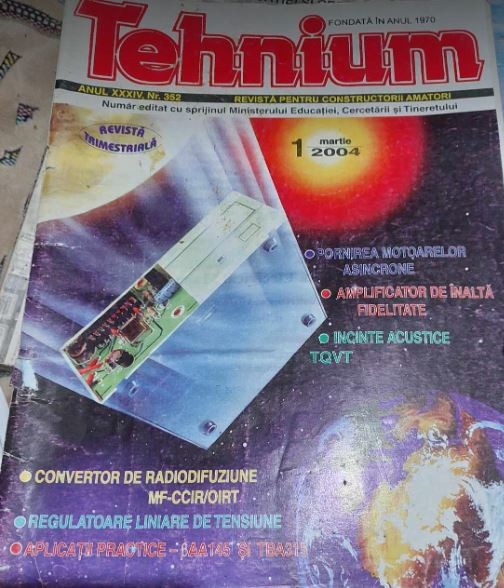 Tehnium
FONDATĂ ÎN ANUL 1970
ANUL XXXIV, Nr. 352
REVISTĂ PENTRU CONSTRUCTORII AMATORI
Număr editat cu sprijinul Ministerului Educației, Cercetării și Tineretului
REVISTĂ
TRIMESTRIALĂ
1 martie
2004
PORNIREA MOTOARELOR
ASINCRONE
AMPLIFICATOR DE ÎNALTĂ
FIDELITATE
INCINTE ACUSTICE
TQVT
CONVERTOR DE RADIODIFUZIUNE
MF-CCIR/OIRT
REGULATOARE LINIARE DE TENSIUNE
APLICAȚII PRACTICE - ȘI